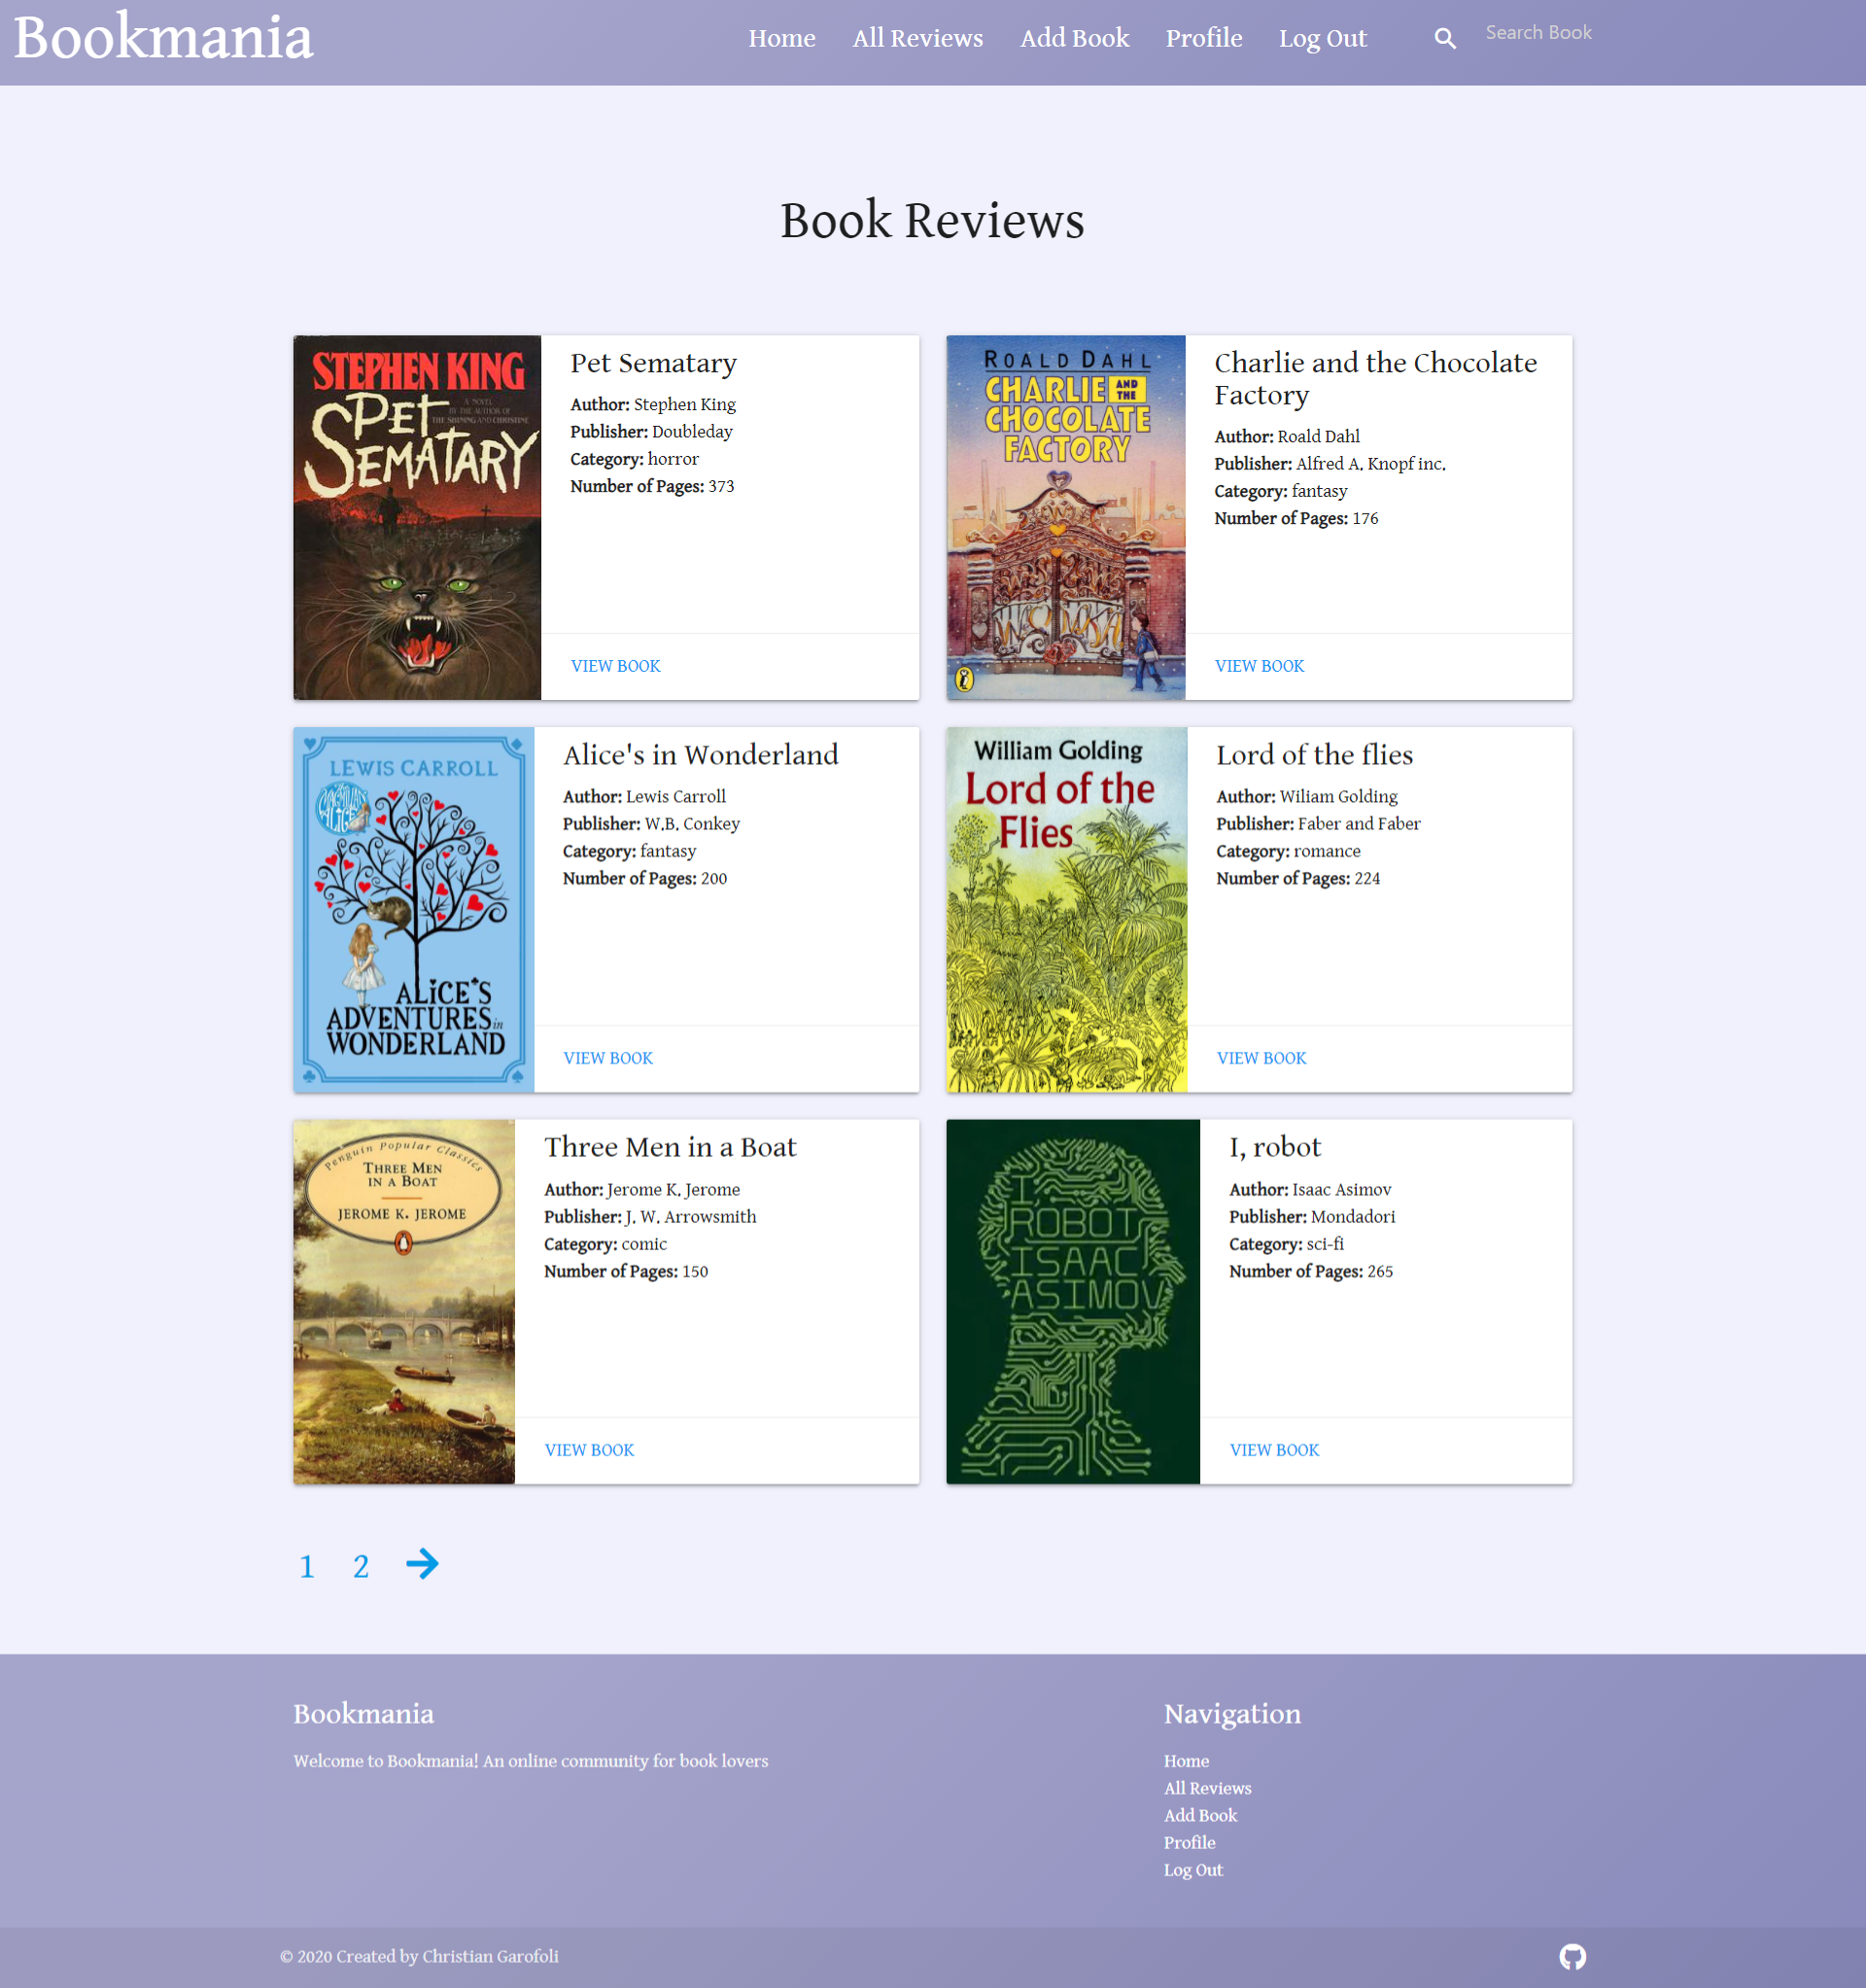 Bookmania
Home All Reviews Add Book Profile Log Out Search Book
Book Reviews
STEPHEN KING
A NOVEL
BY THE AUTHOR OF
THE SHINING AND CHRISTINE
PET
SEMATARY
Pet Sematary
Author: Stephen King
Publisher: Doubleday
Category: horror
Number of Pages: 373
VIEW BOOK
ROALD DAHL
CHARLIE AND THE
CHOCOLATE
FACTORY
WONKA
Charlie and the Chocolate
Factory
Author: Roald Dahl
Publisher: Alfred A. Knopf inc.
Category: fantasy
Number of Pages: 176
VIEW BOOK
LEWIS CARROLL
THE
MACMILLAN
ALICE
ALICE'S
ADVENTURES in
WONDERLAND
Alice's in Wonderland
Author: Lewis Carroll
Publisher: W.B. Conkey
Category: fantasy
Number of Pages: 200
VIEW BOOK
William Golding
Lord of the
Flies
Lord of the flies
Author: Wiliam Golding
Publisher: Faber and Faber
Category: romance
Number of Pages: 224
VIEW BOOK
Penguin Popular Classics
THREE MEN
IN A BOAT
JEROME K. JEROME
Three Men in a Boat
Author: Jerome K. Jerome
Publisher: J. W. Arrowsmith
Category: comic
Number of Pages: 150
VIEW BOOK
I
ROBOT
ISAAC
ASIMOV
I, robot
Author: Isaac Asimov
Publisher: Mondadori
Category: sci-fi
Number of Pages: 265
VIEW BOOK
1 2
Bookmania
Welcome to Bookmania! An online community for book lovers
Navigation
Home
All Reviews
Add Book
Profile
Log Out
© 2020 Created by Christian Garofoli